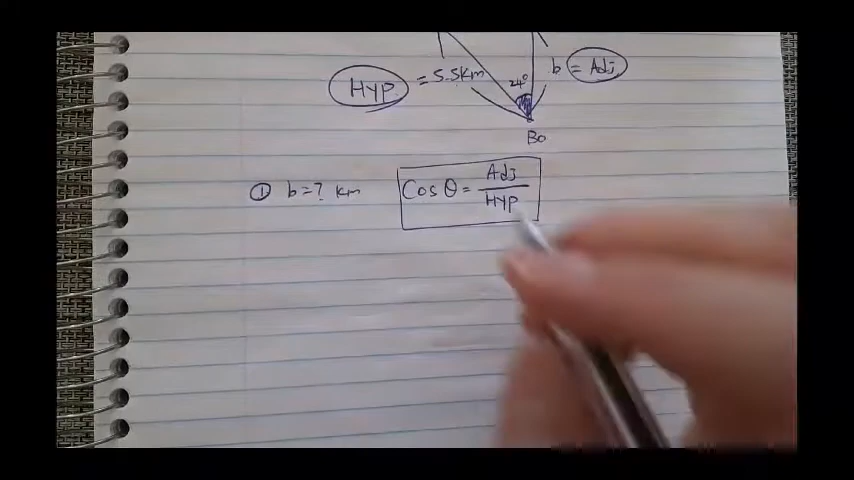 Hyp = 5.5km 24° b = Adj
Bo
① b=? km Cos θ = Adj
Hyp